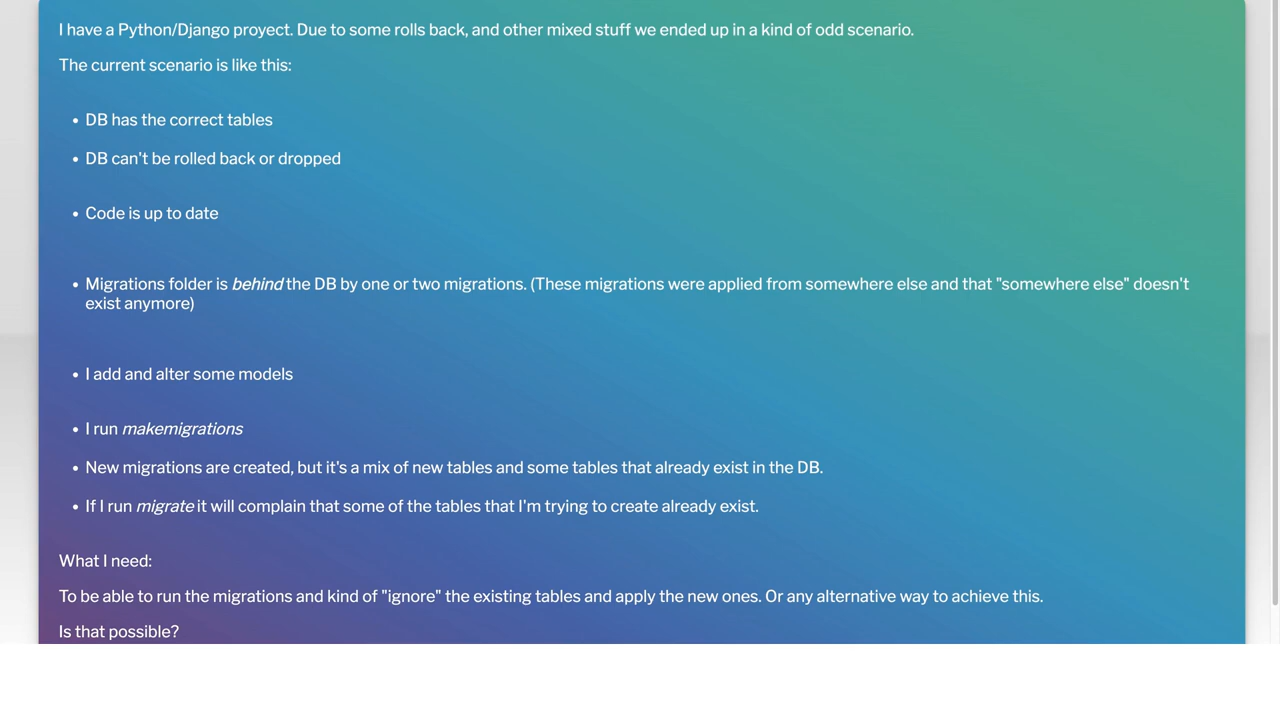 I have a Python/Django proyect. Due to some rolls back, and other mixed stuff we ended up in a kind of odd scenario.
The current scenario is like this:
• DB has the correct tables
• DB can't be rolled back or dropped
• Code is up to date
• Migrations folder is behind the DB by one or two migrations. (These migrations were applied from somewhere else and that "somewhere else" doesn't
exist anymore)
• I add and alter some models
• I run makemigrations
• New migrations are created, but it's a mix of new tables and some tables that already exist in the DB.
• If I run migrate it will complain that some of the tables that I'm trying to create already exist.
What I need:
To be able to run the migrations and kind of "ignore" the existing tables and apply the new ones. Or any alternative way to achieve this.
Is that possible?